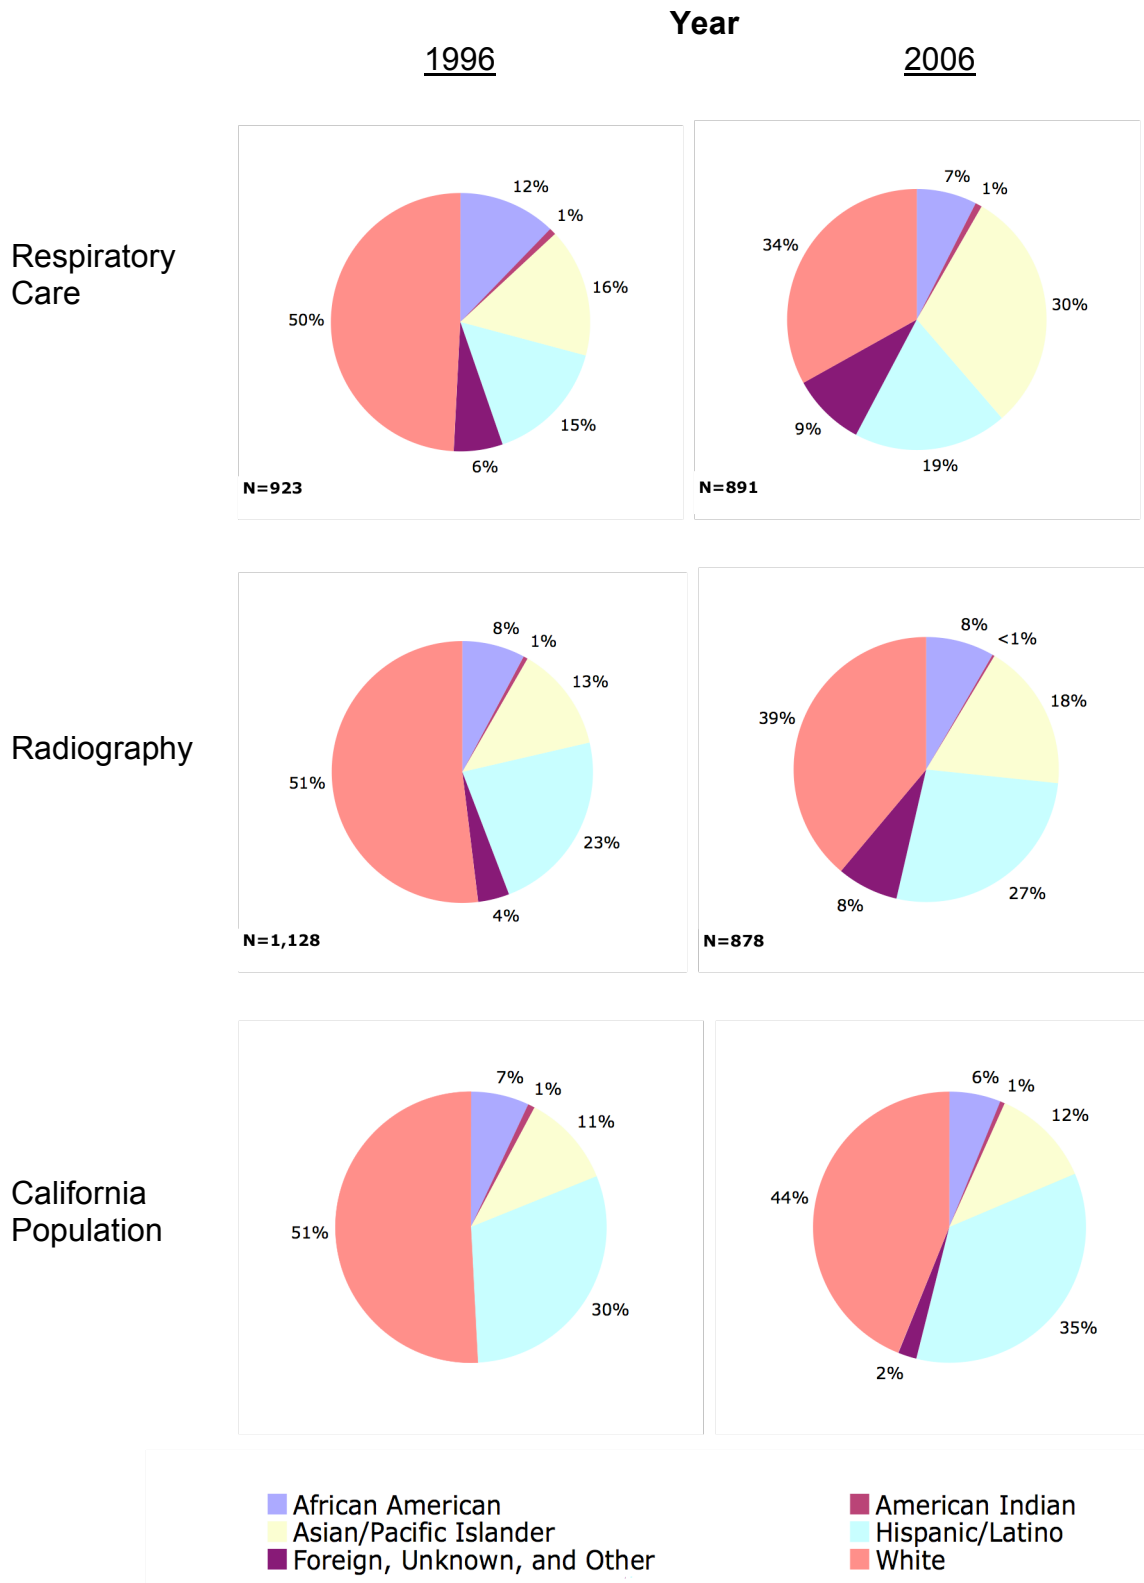 Year
1996
2006
Respiratory
Care
12%
1%
16%
15%
6%
50%
N=923
7%
1%
30%
19%
9%
34%
N=891
Radiography
8%
1%
13%
23%
4%
51%
N=1,128
8%
<1%
18%
27%
8%
39%
N=878
California
Population
7%
1%
11%
30%
51%
6%
1%
12%
35%
2%
44%
African American
American Indian
Asian/Pacific Islander
Hispanic/Latino
Foreign, Unknown, and Other
White